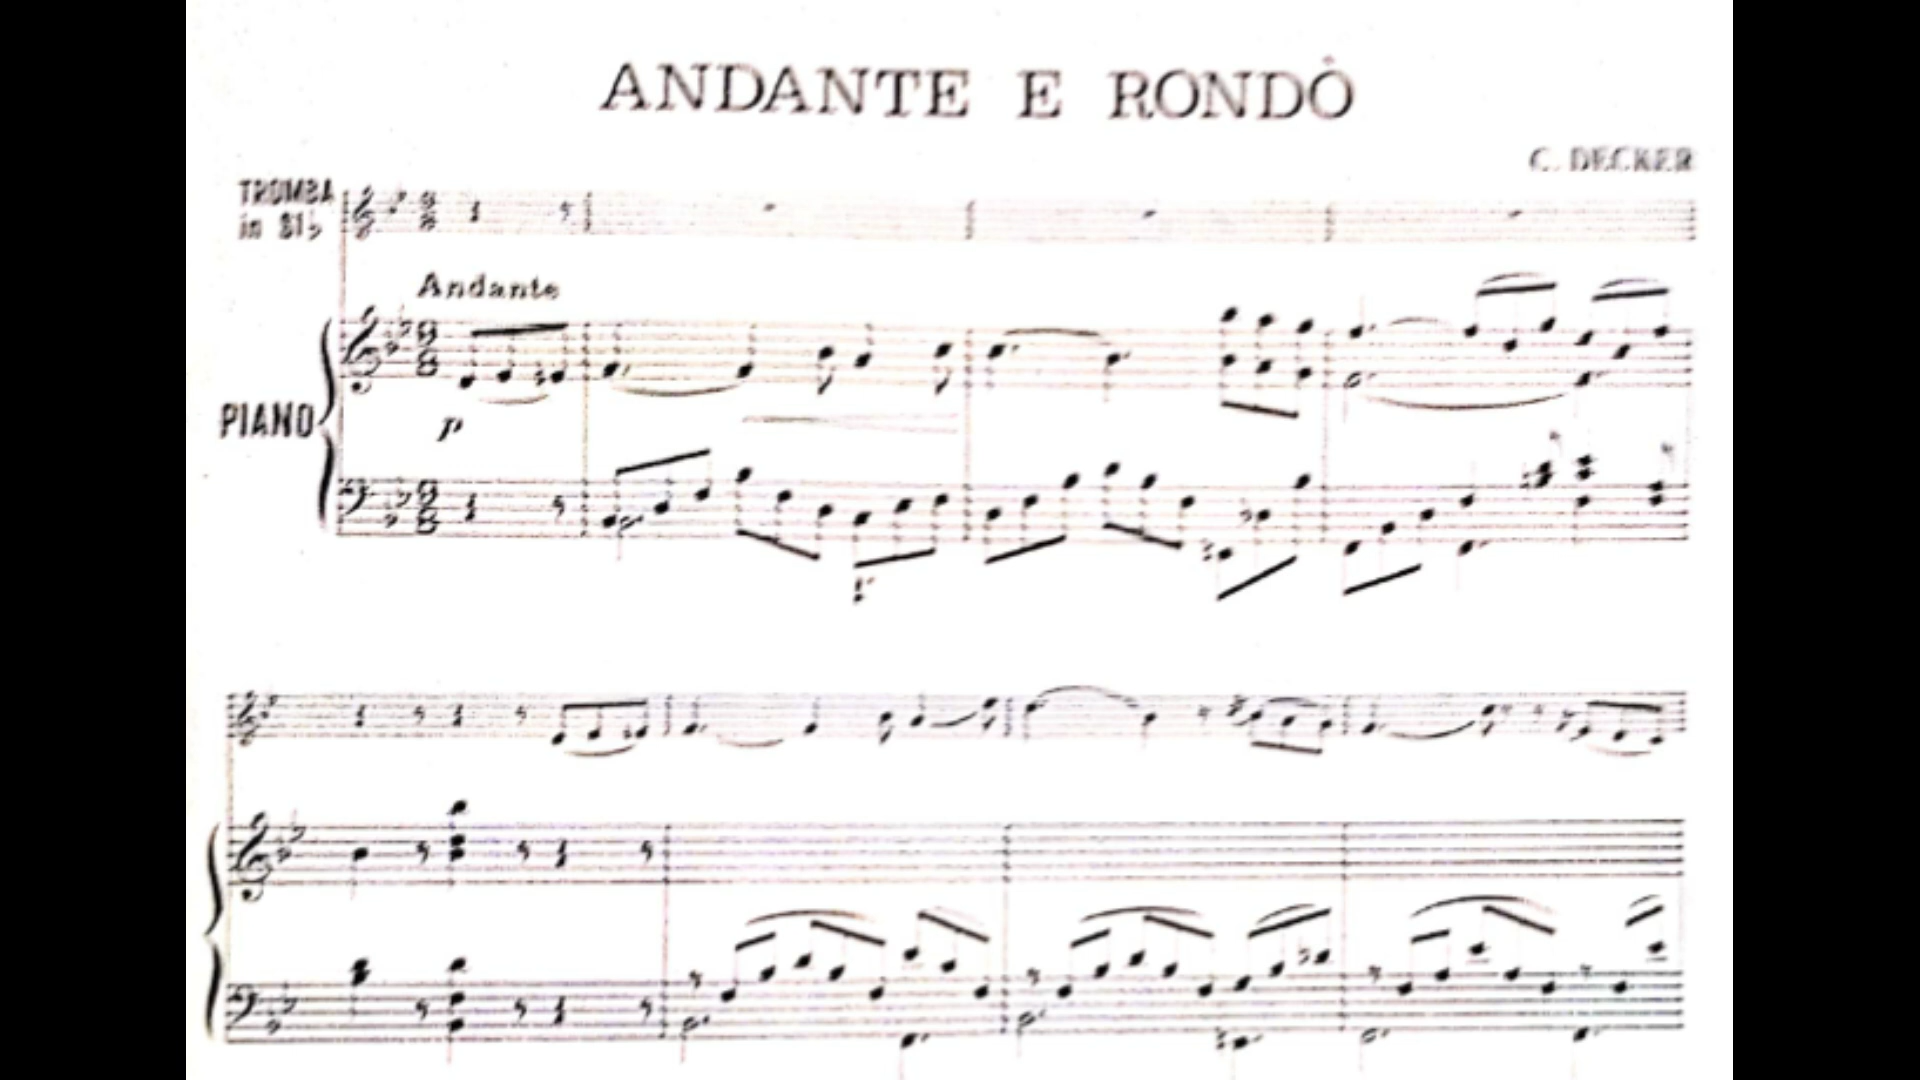 ANDANTE E RONDÒ
C. DECKER
TROMBA
in SI♭
Andante
PIANO
p